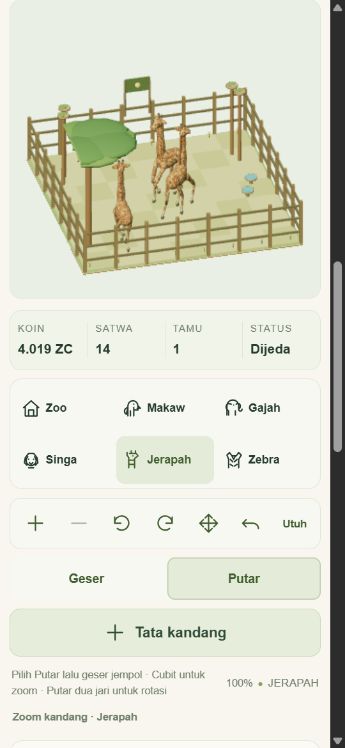 KOIN SATWA TAMU STATUS
4.019 ZC 14 1 Dijeda
Zoo Makaw Gajah
Singa Jerapah Zebra
Utuh
Geser Putar
Tata kandang
Pilih Putar lalu geser jempol · Cubit untuk
zoom · Putar dua jari untuk rotasi
100% • JERAPAH
Zoom kandang · Jerapah